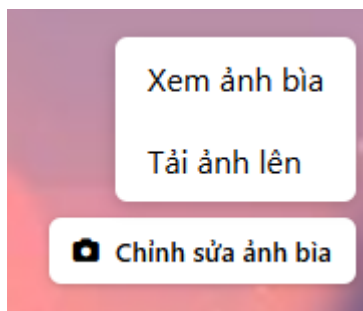 Xem ảnh bìa
Tải ảnh lên
Chỉnh sửa ảnh bìa